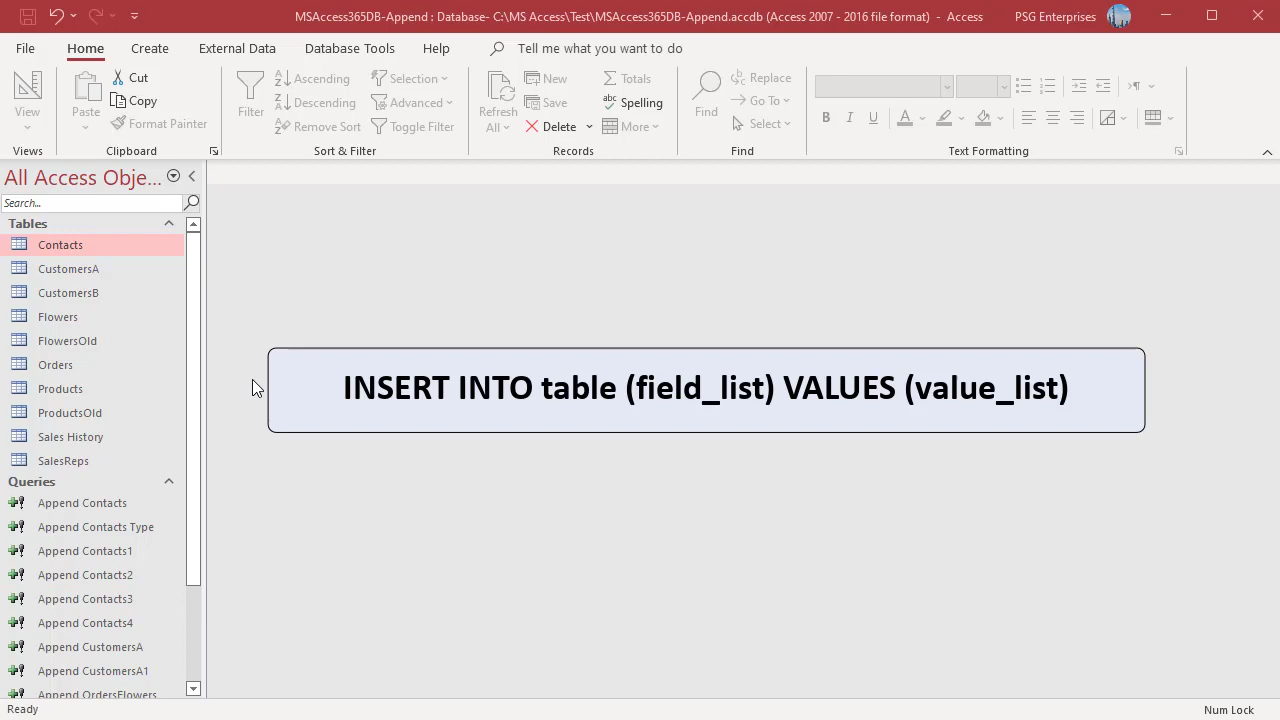 MSAccess365DB-Append : Database- C:\MS Access\Test\MSAccess365DB-Append.accdb (Access 2007 - 2016 file format) - Access
PSG Enterprises
File Home Create External Data Database Tools Help Tell me what you want to do
View
Views
Paste
Cut
Copy
Format Painter
Clipboard
Filter
Ascending
Descending
Remove Sort
Selection
Advanced
Toggle Filter
Sort & Filter
Refresh
All
New
Save
Delete
Totals
Spelling
More
Records
Find
Replace
Go To
Select
Find
B I U A
Text Formatting
All Access Obje...
Search...
Tables
Contacts
CustomersA
CustomersB
Flowers
FlowersOld
Orders
Products
ProductsOld
Sales History
SalesReps
Queries
Append Contacts
Append Contacts Type
Append Contacts1
Append Contacts2
Append Contacts3
Append Contacts4
Append CustomersA
Append CustomersA1
Append OrdersFlowers
INSERT INTO table (field_list) VALUES (value_list)
Ready
Num Lock